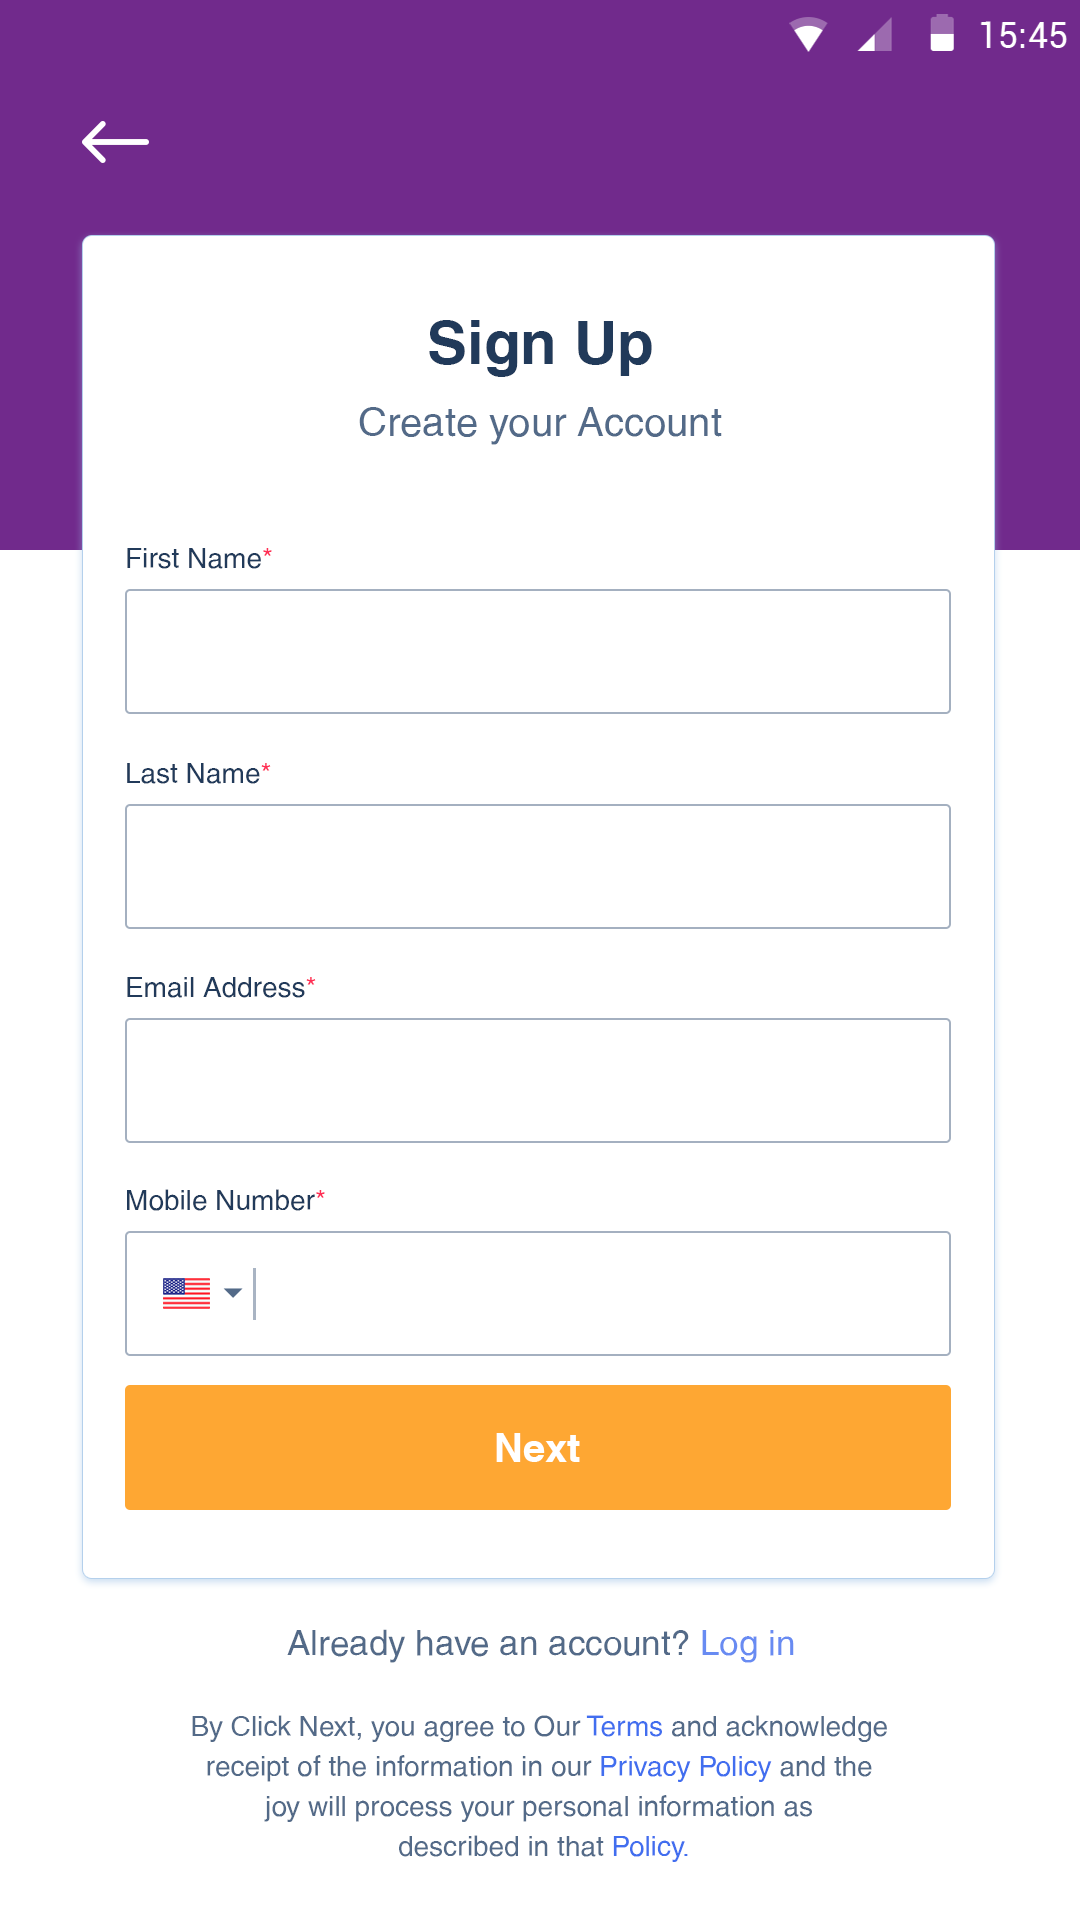 15:45
Sign Up
Create your Account
First Name*
Last Name*
Email Address*
Mobile Number*
Next
Already have an account? Log in
By Click Next, you agree to Our Terms and acknowledge
receipt of the information in our Privacy Policy and the
joy will process your personal information as
described in that Policy.